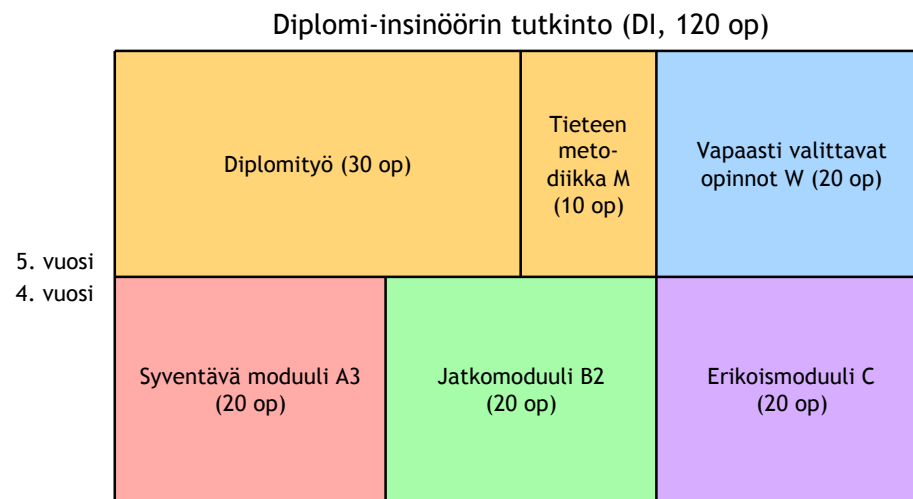 Diplomi-insinöörin tutkinto (DI, 120 op)
Diplomityö (30 op)
Tieteen
meto-
diikka M
(10 op)
Vapaasti valittavat
opinnot W (20 op)
5. vuosi
4. vuosi
Syventävä moduuli A3
(20 op)
Jatkomoduuli B2
(20 op)
Erikoismoduuli C
(20 op)